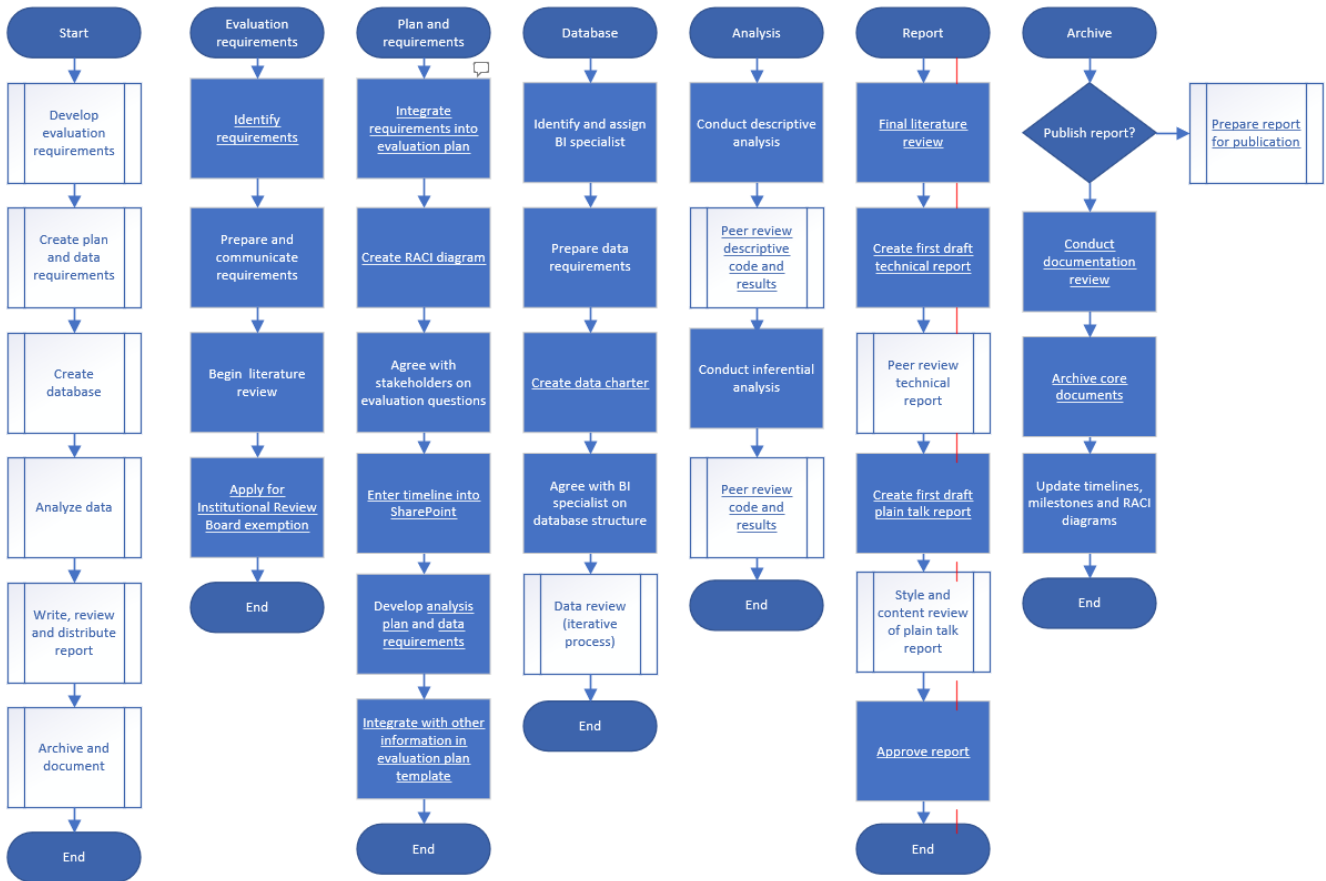 Start
Develop
evaluation
requirements
Create plan
and data
requirements
Create
database
Analyze data
Write, review
and distribute
report
Archive and
document
End
Evaluation
requirements
Identify
requirements
Prepare and
communicate
requirements
Begin literature
review
Apply for
Institutional Review
Board exemption
End
Plan and
requirements
Integrate
requirements into
evaluation plan
Create RACI diagram
Agree with
stakeholders on
evaluation questions
Enter timeline into
SharePoint
Develop analysis
plan and data
requirements
Integrate with other
information in
evaluation plan
template
End
Database
Identify and assign
BI specialist
Prepare data
requirements
Create data charter
Agree with BI
specialist on
database structure
Data review
(iterative
process)
End
Analysis
Conduct descriptive
analysis
Peer review
descriptive
code and
results
Conduct inferential
analysis
Peer review
code and
results
End
Report
Final literature
review
Create first draft
technical report
Peer review
technical
report
Create first draft
plain talk report
Style and
content review
of plain talk
report
Approve report
End
Archive
Publish report?
Prepare report
for publication
Conduct
documentation
review
Archive core
documents
Update timelines,
milestones and RACI
diagrams
End